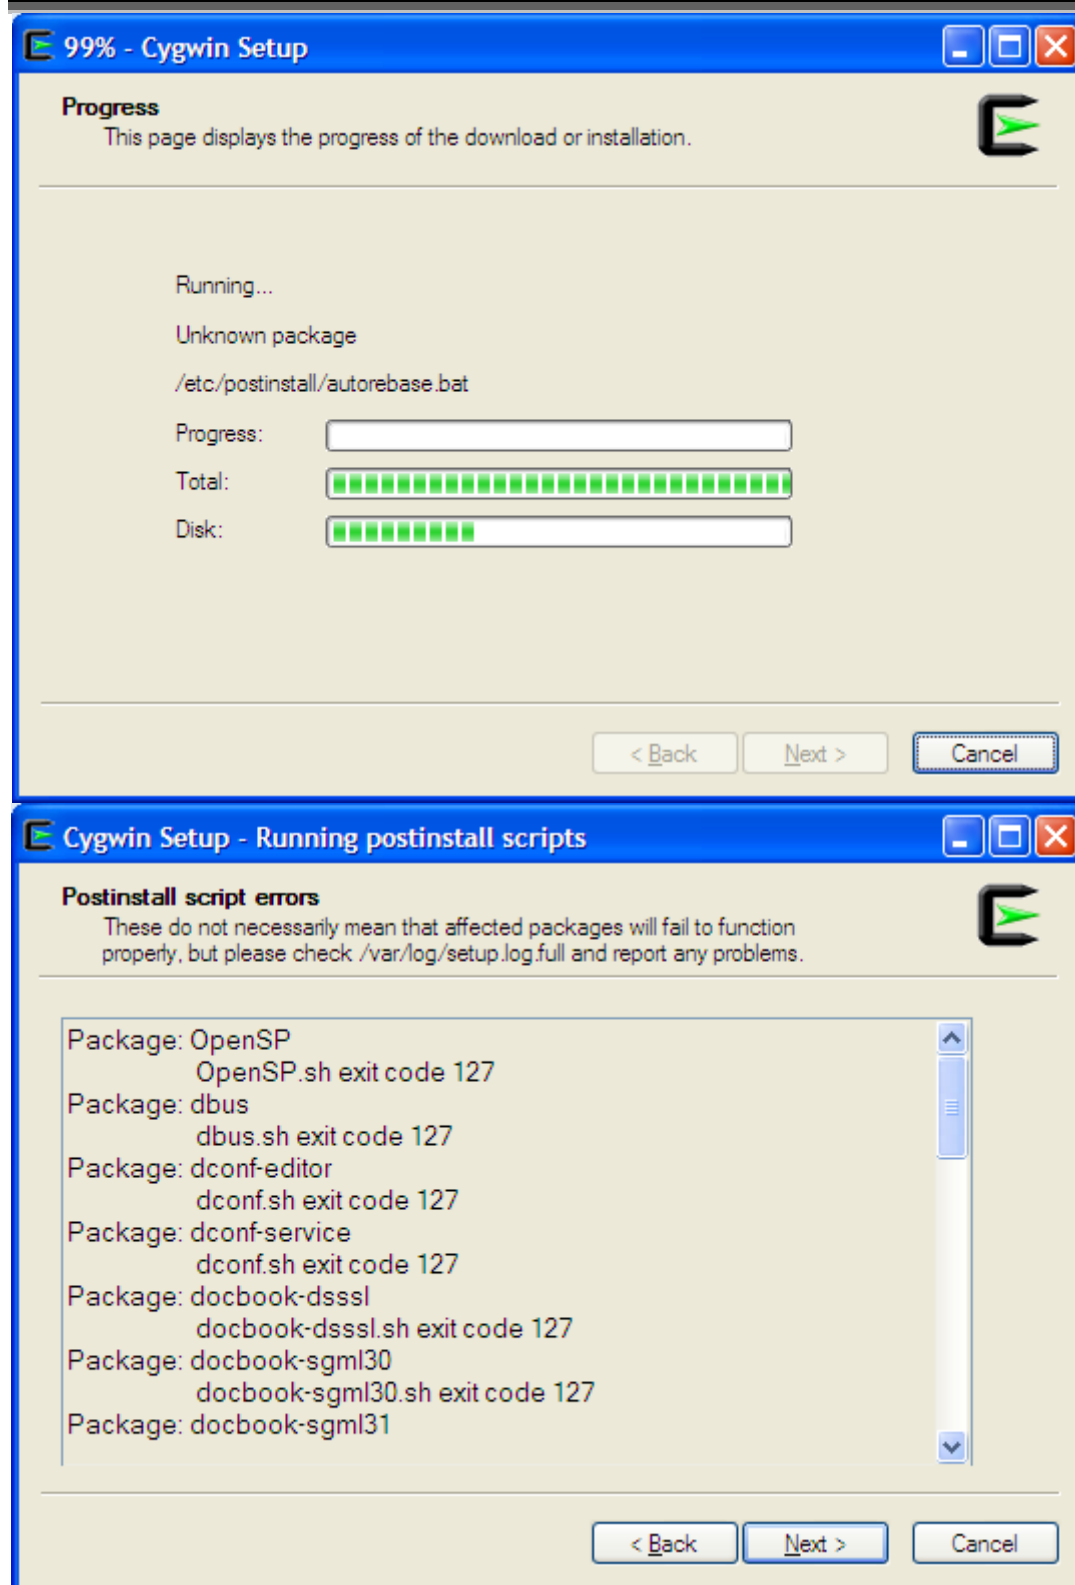 99% - Cygwin Setup
Progress
This page displays the progress of the download or installation.
Running...
Unknown package
/etc/postinstall/autorebase.bat
Progress:
Total:
Disk:
< Back
Next >
Cancel
Cygwin Setup - Running postinstall scripts
Postinstall script errors
These do not necessarily mean that affected packages will fail to function
properly, but please check /var/log/setup.log.full and report any problems.
Package: OpenSP
OpenSP.sh exit code 127
Package: dbus
dbus.sh exit code 127
Package: dconf-editor
dconf.sh exit code 127
Package: dconf-service
dconf.sh exit code 127
Package: docbook-dsssl
docbook-dsssl.sh exit code 127
Package: docbook-sgml30
docbook-sgml30.sh exit code 127
Package: docbook-sgml31
< Back
Next >
Cancel